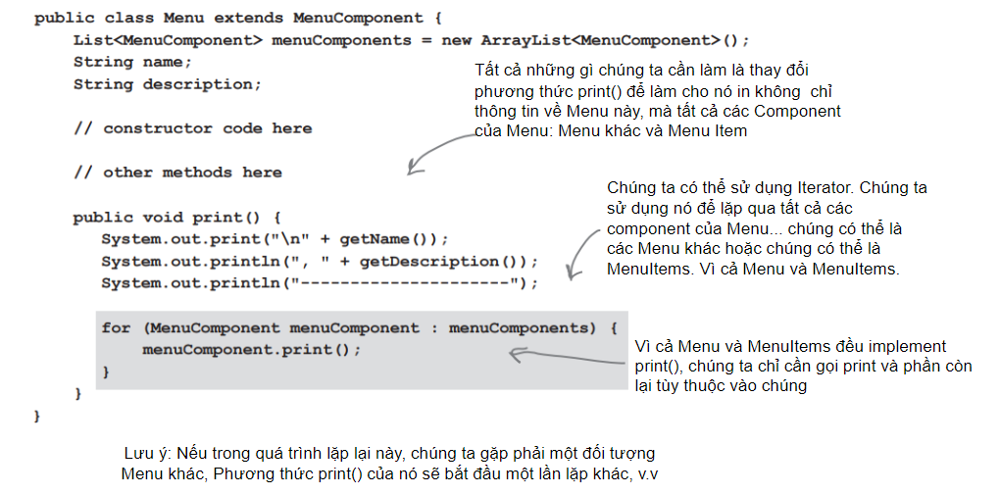 public class Menu extends MenuComponent {
List<MenuComponent> menuComponents = new ArrayList<MenuComponent>();
String name;
String description;
Tất cả những gì chúng ta cần làm là thay đổi
phương thức print() để làm cho nó in không chỉ
thông tin về Menu này, mà tất cả các Component
của Menu: Menu khác và Menu Item
// constructor code here
// other methods here
Chúng ta có thể sử dụng Iterator. Chúng ta
sử dụng nó để lặp qua tất cả các
component của Menu... chúng có thể là
các Menu khác hoặc chúng có thể là
MenuItems. Vì cả Menu và MenuItems.
public void print() {
System.out.print("\n" + getName());
System.out.println(", " + getDescription());
System.out.println("---------------------");
for (MenuComponent menuComponent : menuComponents) {
menuComponent.print();
}
Vì cả Menu và MenuItems đều implement
print(), chúng ta chỉ cần gọi print và phần còn
lại tùy thuộc vào chúng
}
}
Lưu ý: Nếu trong quá trình lặp lại này, chúng ta gặp phải một đối tượng
Menu khác, Phương thức print() của nó sẽ bắt đầu một lần lặp khác, v.v